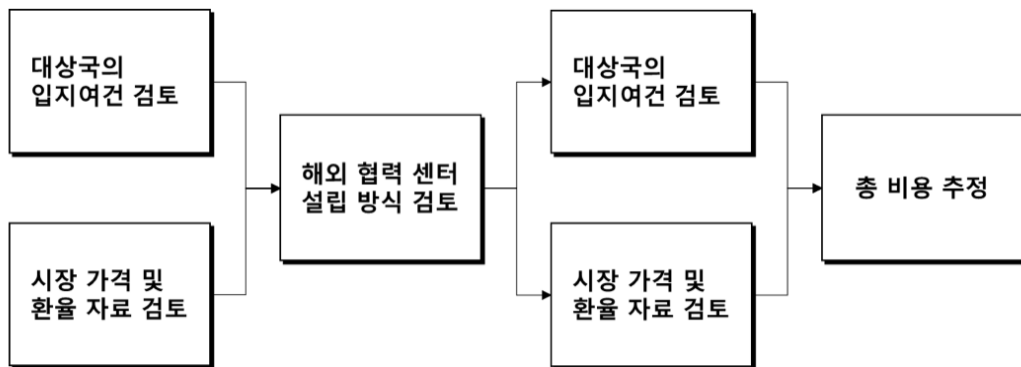 대상국의
입지여건 검토
시장 가격 및
환율 자료 검토
해외 협력 센터
설립 방식 검토
대상국의
입지여건 검토
시장 가격 및
환율 자료 검토
총 비용 추정